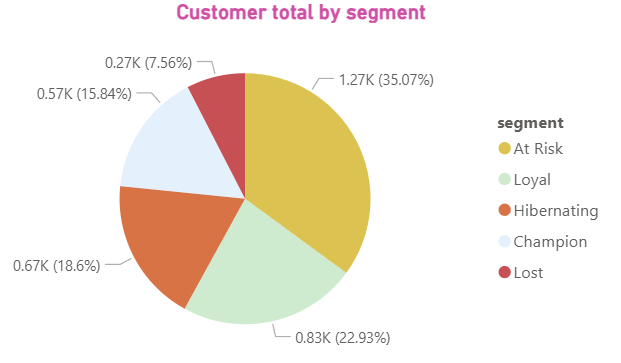 Customer total by segment
0.27K (7.56%)
1.27K (35.07%)
0.57K (15.84%)
segment
At Risk
Loyal
Hibernating
Champion
Lost
0.67K (18.6%)
0.83K (22.93%)